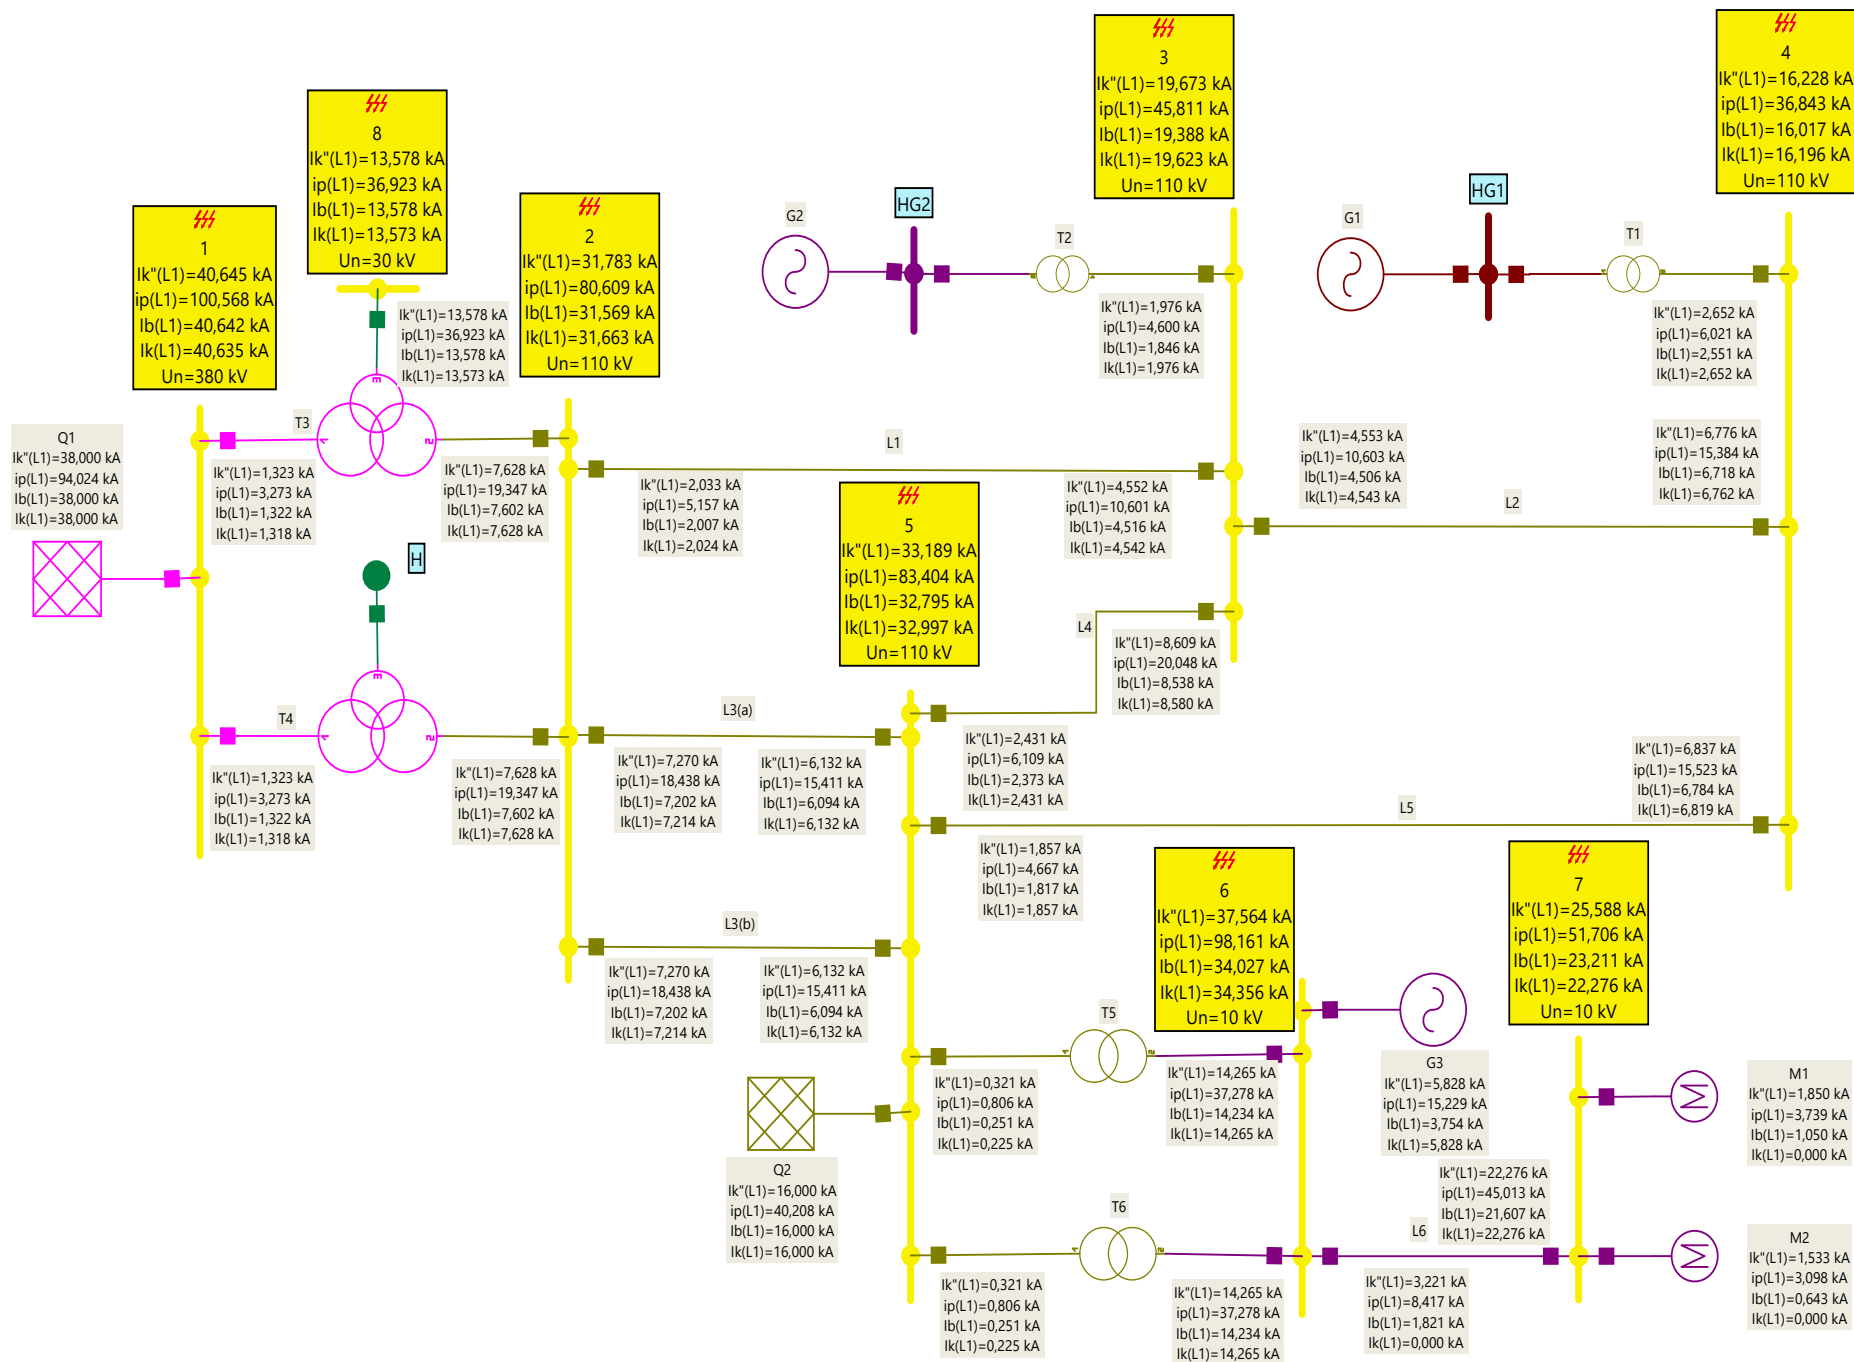 3
Ik"(L1)=19,673 kA
ip(L1)=45,811 kA
Ib(L1)=19,388 kA
Ik(L1)=19,623 kA
Un=110 kV
4
Ik"(L1)=16,228 kA
ip(L1)=36,843 kA
Ib(L1)=16,017 kA
Ik(L1)=16,196 kA
Un=110 kV
8
Ik"(L1)=13,578 kA
ip(L1)=36,923 kA
Ib(L1)=13,578 kA
Ik(L1)=13,573 kA
Un=30 kV
1
Ik"(L1)=40,645 kA
ip(L1)=100,568 kA
Ib(L1)=40,642 kA
Ik(L1)=40,635 kA
Un=380 kV
2
Ik"(L1)=31,783 kA
ip(L1)=80,609 kA
Ib(L1)=31,569 kA
Ik(L1)=31,663 kA
Un=110 kV
G2
HG2
T2
G1
HG1
T1
1
2
1
2
Ik"(L1)=13,578 kA
ip(L1)=36,923 kA
Ib(L1)=13,578 kA
Ik(L1)=13,573 kA
Ik"(L1)=1,976 kA
ip(L1)=4,600 kA
Ib(L1)=1,846 kA
Ik(L1)=1,976 kA
Ik"(L1)=2,652 kA
ip(L1)=6,021 kA
Ib(L1)=2,551 kA
Ik(L1)=2,652 kA
Q1
Ik"(L1)=38,000 kA
ip(L1)=94,024 kA
Ib(L1)=38,000 kA
Ik(L1)=38,000 kA
T3
3
1
2
Ik"(L1)=1,323 kA
ip(L1)=3,273 kA
Ib(L1)=1,322 kA
Ik(L1)=1,318 kA
Ik"(L1)=7,628 kA
ip(L1)=19,347 kA
Ib(L1)=7,602 kA
Ik(L1)=7,628 kA
L1
Ik"(L1)=2,033 kA
ip(L1)=5,157 kA
Ib(L1)=2,007 kA
Ik(L1)=2,024 kA
Ik"(L1)=4,552 kA
ip(L1)=10,601 kA
Ib(L1)=4,516 kA
Ik(L1)=4,542 kA
Ik"(L1)=4,553 kA
ip(L1)=10,603 kA
Ib(L1)=4,506 kA
Ik(L1)=4,543 kA
L2
Ik"(L1)=6,776 kA
ip(L1)=15,384 kA
Ib(L1)=6,718 kA
Ik(L1)=6,762 kA
5
Ik"(L1)=33,189 kA
ip(L1)=83,404 kA
Ib(L1)=32,795 kA
Ik(L1)=32,997 kA
Un=110 kV
H
L4
Ik"(L1)=8,609 kA
ip(L1)=20,048 kA
Ib(L1)=8,538 kA
Ik(L1)=8,580 kA
T4
3
1
2
Ik"(L1)=1,323 kA
ip(L1)=3,273 kA
Ib(L1)=1,322 kA
Ik(L1)=1,318 kA
Ik"(L1)=7,628 kA
ip(L1)=19,347 kA
Ib(L1)=7,602 kA
Ik(L1)=7,628 kA
L3(a)
Ik"(L1)=7,270 kA
ip(L1)=18,438 kA
Ib(L1)=7,202 kA
Ik(L1)=7,214 kA
Ik"(L1)=6,132 kA
ip(L1)=15,411 kA
Ib(L1)=6,094 kA
Ik(L1)=6,132 kA
Ik"(L1)=2,431 kA
ip(L1)=6,109 kA
Ib(L1)=2,373 kA
Ik(L1)=2,431 kA
Ik"(L1)=6,837 kA
ip(L1)=15,523 kA
Ib(L1)=6,784 kA
Ik(L1)=6,819 kA
L5
Ik"(L1)=1,857 kA
ip(L1)=4,667 kA
Ib(L1)=1,817 kA
Ik(L1)=1,857 kA
6
Ik"(L1)=37,564 kA
ip(L1)=98,161 kA
Ib(L1)=34,027 kA
Ik(L1)=34,356 kA
Un=10 kV
7
Ik"(L1)=25,588 kA
ip(L1)=51,706 kA
Ib(L1)=23,211 kA
Ik(L1)=22,276 kA
Un=10 kV
L3(b)
Ik"(L1)=7,270 kA
ip(L1)=18,438 kA
Ib(L1)=7,202 kA
Ik(L1)=7,214 kA
Ik"(L1)=6,132 kA
ip(L1)=15,411 kA
Ib(L1)=6,094 kA
Ik(L1)=6,132 kA
T5
1
2
Ik"(L1)=0,321 kA
ip(L1)=0,806 kA
Ib(L1)=0,251 kA
Ik(L1)=0,225 kA
Ik"(L1)=14,265 kA
ip(L1)=37,278 kA
Ib(L1)=14,234 kA
Ik(L1)=14,265 kA
G3
Ik"(L1)=5,828 kA
ip(L1)=15,229 kA
Ib(L1)=3,754 kA
Ik(L1)=5,828 kA
M
M1
Ik"(L1)=1,850 kA
ip(L1)=3,739 kA
Ib(L1)=1,050 kA
Ik(L1)=0,000 kA
Q2
Ik"(L1)=16,000 kA
ip(L1)=40,208 kA
Ib(L1)=16,000 kA
Ik(L1)=16,000 kA
T6
1
2
Ik"(L1)=0,321 kA
ip(L1)=0,806 kA
Ib(L1)=0,251 kA
Ik(L1)=0,225 kA
Ik"(L1)=14,265 kA
ip(L1)=37,278 kA
Ib(L1)=14,234 kA
Ik(L1)=14,265 kA
Ik"(L1)=22,276 kA
ip(L1)=45,013 kA
Ib(L1)=21,607 kA
Ik(L1)=22,276 kA
L6
Ik"(L1)=3,221 kA
ip(L1)=8,417 kA
Ib(L1)=1,821 kA
Ik(L1)=0,000 kA
M
M2
Ik"(L1)=1,533 kA
ip(L1)=3,098 kA
Ib(L1)=0,643 kA
Ik(L1)=0,000 kA